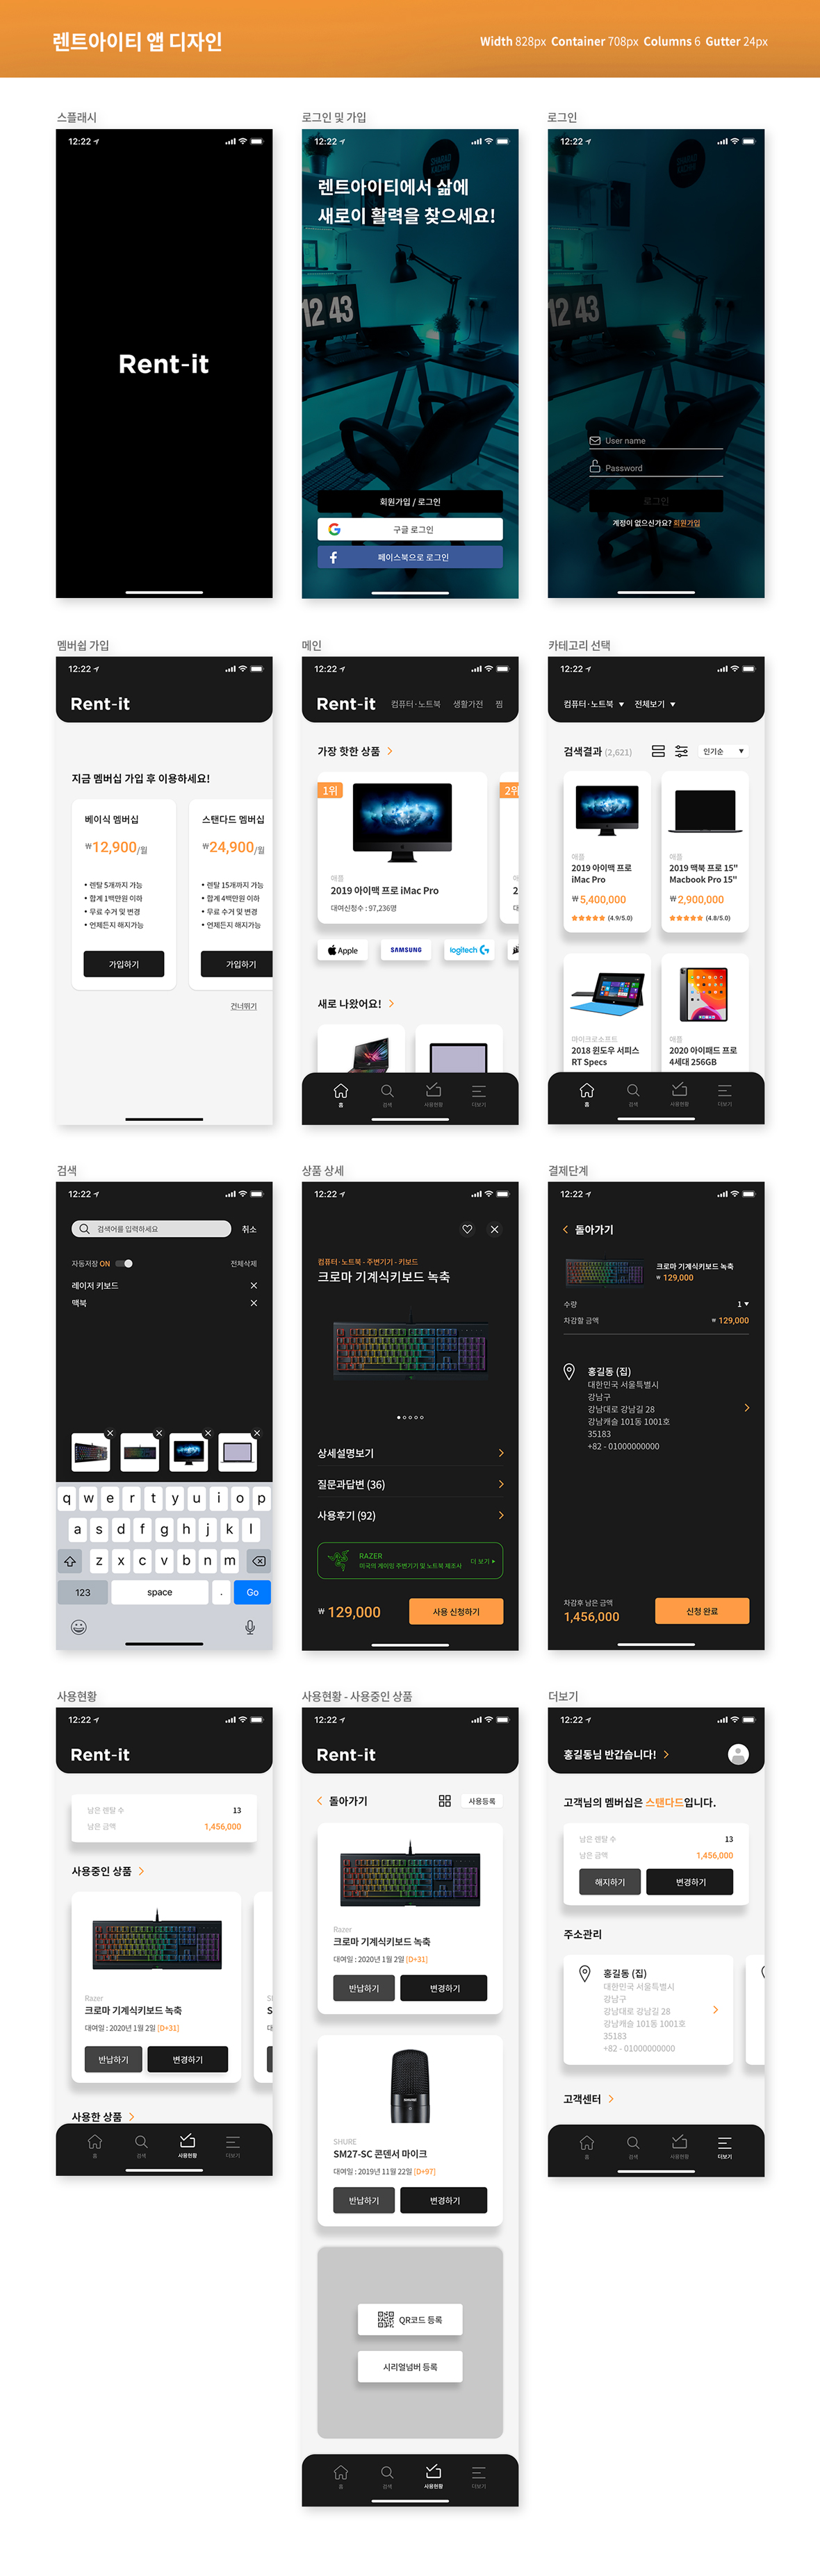 렌트아이티 앱 디자인
Width 828px Container 708px Columns 6 Gutter 24px
스플래시
12:22
Rent-it
로그인 및 가입
12:22
렌트아이티에서 삶에
새로이 활력을 찾으세요!
12 43
회원가입 / 로그인
구글 로그인
페이스북으로 로그인
로그인
12:22
12 43
User name
Password
로그인
계정이 없으신가요? 회원가입
멤버쉽 가입
12:22
Rent-it
지금 멤버십 가입 후 이용하세요!
베이식 멤버십
₩12,900/월
• 렌탈 5개까지 가능
• 합계 1백만원 이하
• 무료 수거 및 변경
• 언제든지 해지가능
가입하기
스탠다드 멤버십
₩24,900/월
• 렌탈 15개까지 가능
• 합계 4백만원 이하
• 무료 수거 및 변경
• 언제든지 해지가능
가입하기
건너뛰기
메인
12:22
Rent-it 컴퓨터·노트북 생활가전 찜
가장 핫한 상품
1위
애플
2019 아이맥 프로 iMac Pro
대여신청수 : 97,236명
2위
Apple
SAMSUNG
logitech G
새로 나왔어요!
홈 검색 사용현황 더보기
카테고리 선택
12:22
컴퓨터·노트북 ▼ 전체보기 ▼
검색결과 (2,621) 인기순 ▼
애플
2019 아이맥 프로
iMac Pro
₩5,400,000
★★★★★ (4.9/5.0)
애플
2019 맥북 프로 15"
Macbook Pro 15"
₩2,900,000
★★★★★ (4.8/5.0)
마이크로소프트
2018 윈도우 서피스
RT Specs
애플
2020 아이패드 프로
4세대 256GB
홈 검색 사용현황 더보기
검색
12:22
검색어를 입력하세요 취소
자동저장 ON 전체삭제
레이저 키보드
맥북
q w e r t y u i o p
a s d f g h j k l
z x c v b n m
123 space . Go
상품 상세
12:22
컴퓨터·노트북 - 주변기기 - 키보드
크로마 기계식키보드 녹축
상세설명보기
질문과답변 (36)
사용후기 (92)
RAZER
미국의 게이밍 주변기기 및 노트북 제조사 더 보기 ▶
₩ 129,000 사용 신청하기
결제단계
12:22
돌아가기
크로마 기계식키보드 녹축
₩ 129,000
수량 1 ▼
차감할 금액 ₩ 129,000
홍길동 (집)
대한민국 서울특별시
강남구
강남대로 강남길 28
강남캐슬 101동 1001호
35183
+82 - 01000000000
차감후 남은 금액
1,456,000
신청 완료
사용현황
12:22
Rent-it
남은 렌탈 수 13
남은 금액 1,456,000
사용중인 상품
Razer
크로마 기계식키보드 녹축
대여일 : 2020년 1월 2일 [D+31]
반납하기 변경하기
사용한 상품
홈 검색 사용현황 더보기
사용현황 - 사용중인 상품
12:22
Rent-it
돌아가기 사용등록
Razer
크로마 기계식키보드 녹축
대여일 : 2020년 1월 2일 [D+31]
반납하기 변경하기
SHURE
SM27-SC 콘덴서 마이크
대여일 : 2019년 11월 22일 [D+97]
반납하기 변경하기
QR코드 등록
시리얼넘버 등록
홈 검색 사용현황 더보기
더보기
12:22
홍길동님 반갑습니다!
고객님의 멤버십은 스탠다드입니다.
남은 렌탈 수 13
남은 금액 1,456,000
해지하기 변경하기
주소관리
홍길동 (집)
대한민국 서울특별시
강남구
강남대로 강남길 28
강남캐슬 101동 1001호
35183
+82 - 01000000000
고객센터
홈 검색 사용현황 더보기